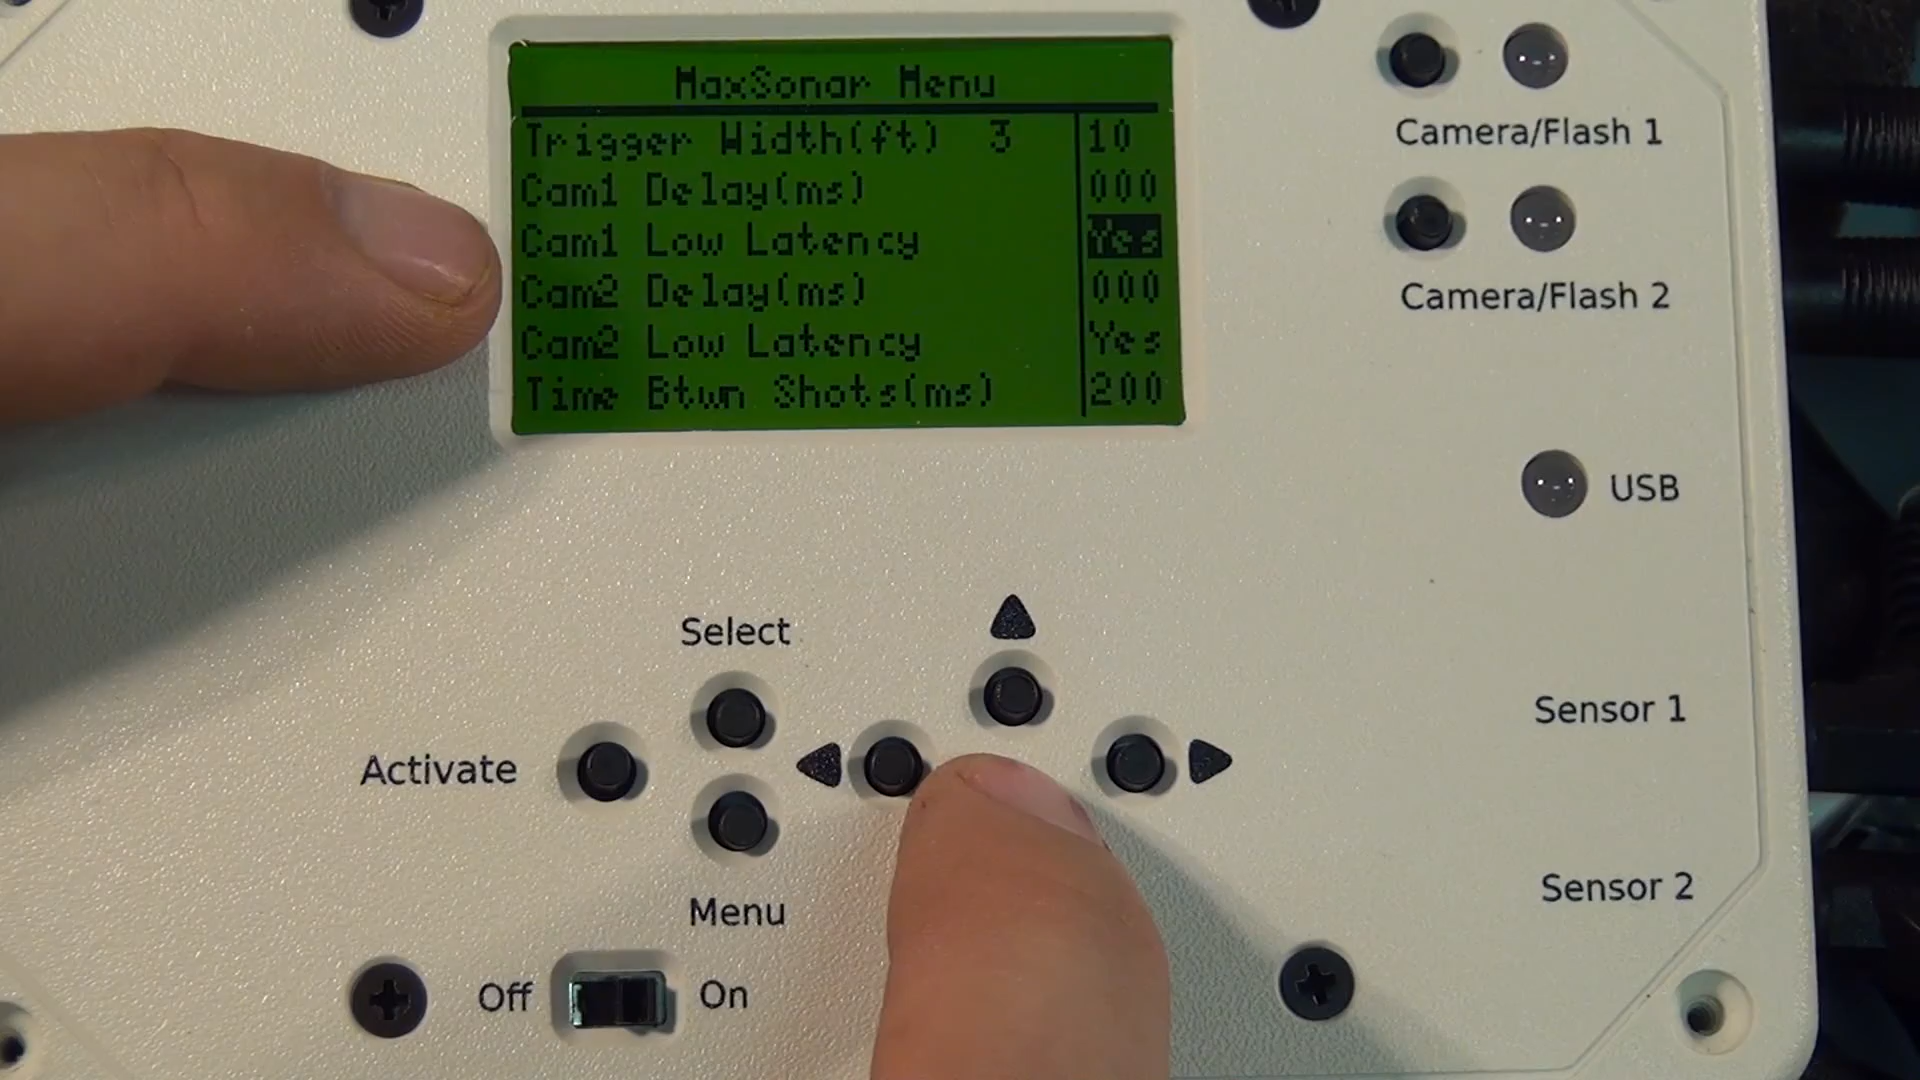 MaxSonar Menu
Trigger Width(ft) 3 10
Cam1 Delay(ms) 000
Cam1 Low Latency Yes
Cam2 Delay(ms) 000
Cam2 Low Latency Yes
Time Btwn Shots(ms) 200
Camera/Flash 1
Camera/Flash 2
USB
Select
Activate
Menu
Off
On
Sensor 1
Sensor 2